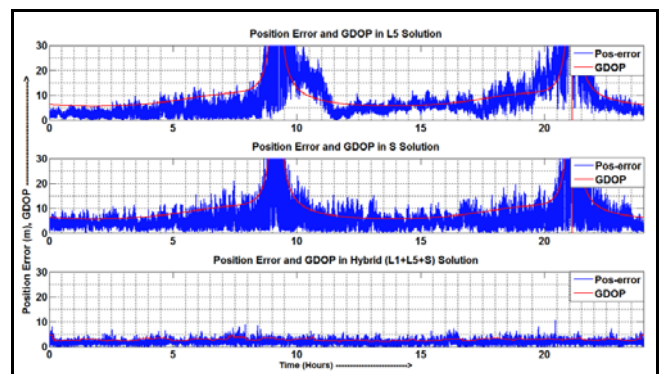 Position Error and GDOP in L5 Solution
30
20
10
0
Pos-error
GDOP
0 5 10 15 20
Position Error and GDOP in S Solution
30
20
10
0
Pos-error
GDOP
0 5 10 15 20
Position Error (m), GDOP ---------------->
Position Error and GDOP in Hybrid (L1+L5+S) Solution
30
20
10
0
Pos-error
GDOP
0 5 10 15 20
Time (Hours) ---------------------->